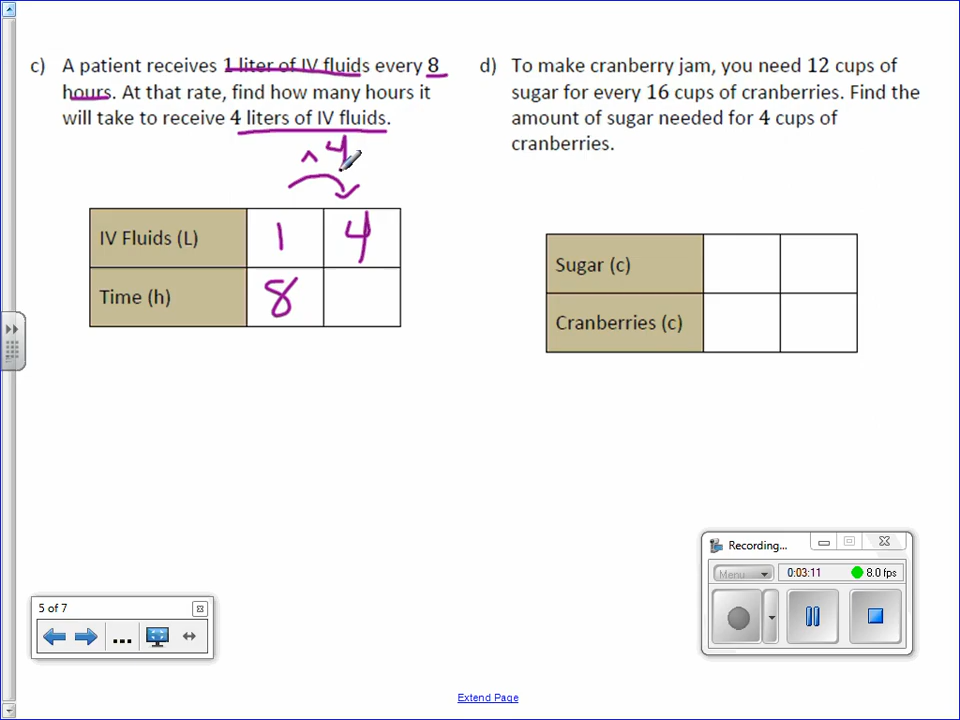 c) A patient receives 1 liter of IV fluids every 8
hours. At that rate, find how many hours it
will take to receive 4 liters of IV fluids.
4
IV Fluids (L) 1 4
Time (h) 8
d) To make cranberry jam, you need 12 cups of
sugar for every 16 cups of cranberries. Find the
amount of sugar needed for 4 cups of
cranberries.
Sugar (c)
Cranberries (c)
Recording...
Menu 0:03:11 8.0 fps
5 of 7
...
Extend Page